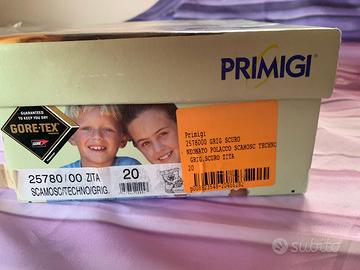 PRIMIGI
GUARANTEED
TO KEEP YOU DRY
GORE-TEX
25780/00 ZITA
SCAMOSC/TECHNO/GRIG.
20
Primigi
2578000 GRIG SCURO
NEONATO POLACCO SCAMOSC TECHNO
GRIG.SCURO ZITA
20
subito